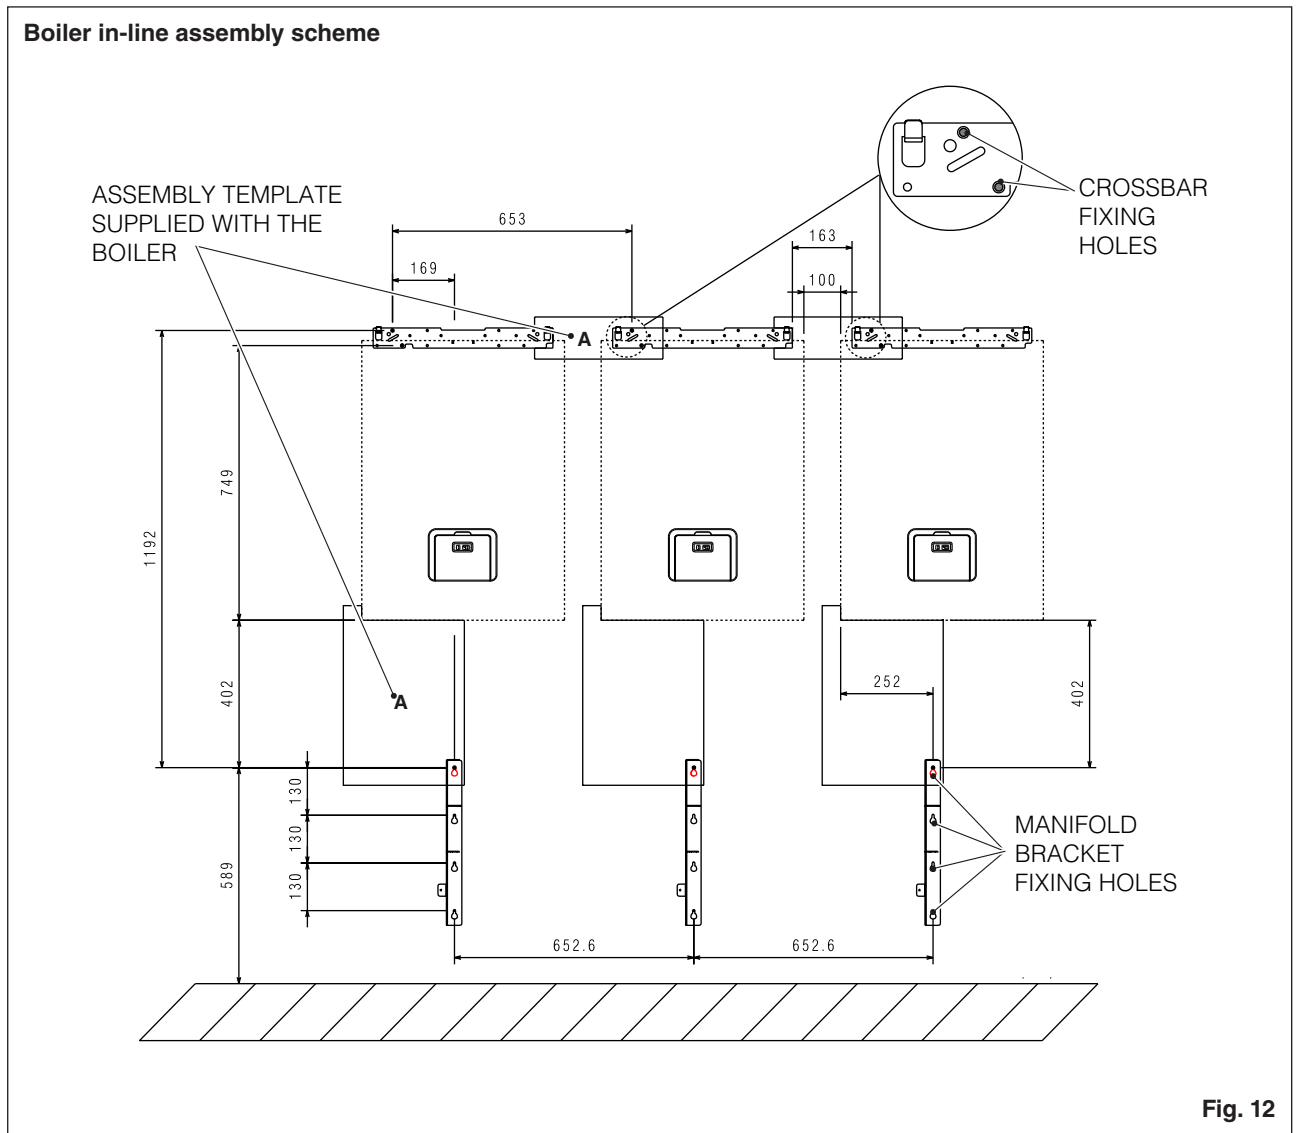 Boiler in-line assembly scheme
ASSEMBLY TEMPLATE
SUPPLIED WITH THE
BOILER
CROSSBAR
FIXING
HOLES
653
163
169
100
A
749
1192
402
252
402
A
130
130
130
589
MANIFOLD
BRACKET
FIXING HOLES
652.6
652.6
Fig. 12